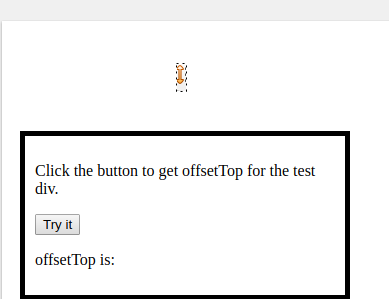 Click the button to get offsetTop for the test
div.
Try it
offsetTop is: